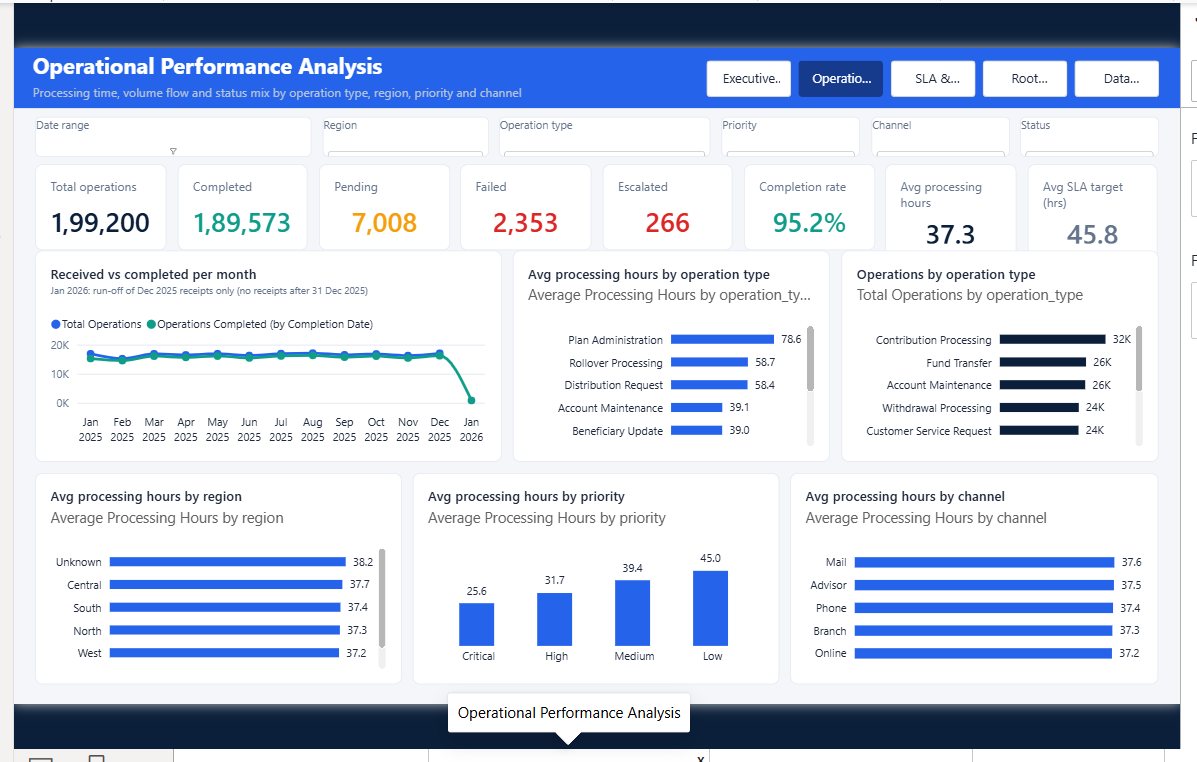 Operational Performance Analysis
Processing time, volume flow and status mix by operation type, region, priority and channel
Executive..
Operatio...
SLA &...
Root...
Data...
Date range
Region
Operation type
Priority
Channel
Status
Total operations
1,99,200
Completed
1,89,573
Pending
7,008
Failed
2,353
Escalated
266
Completion rate
95.2%
Avg processing
hours
37.3
Avg SLA target
(hrs)
45.8
Received vs completed per month
Jan 2026: run-off of Dec 2025 receipts only (no receipts after 31 Dec 2025)
Total Operations Operations Completed (by Completion Date)
20K
10K
0K
Jan Feb Mar Apr May Jun Jul Aug Sep Oct Nov Dec Jan
2025 2025 2025 2025 2025 2025 2025 2025 2025 2025 2025 2025 2026
Avg processing hours by operation type
Average Processing Hours by operation_ty...
Plan Administration 78.6
Rollover Processing 58.7
Distribution Request 58.4
Account Maintenance 39.1
Beneficiary Update 39.0
Operations by operation type
Total Operations by operation_type
Contribution Processing 32K
Fund Transfer 26K
Account Maintenance 26K
Withdrawal Processing 24K
Customer Service Request 24K
Avg processing hours by region
Average Processing Hours by region
Unknown 38.2
Central 37.7
South 37.4
North 37.3
West 37.2
Avg processing hours by priority
Average Processing Hours by priority
25.6 31.7 39.4 45.0
Critical High Medium Low
Avg processing hours by channel
Average Processing Hours by channel
Mail 37.6
Advisor 37.5
Phone 37.4
Branch 37.3
Online 37.2
Operational Performance Analysis
x